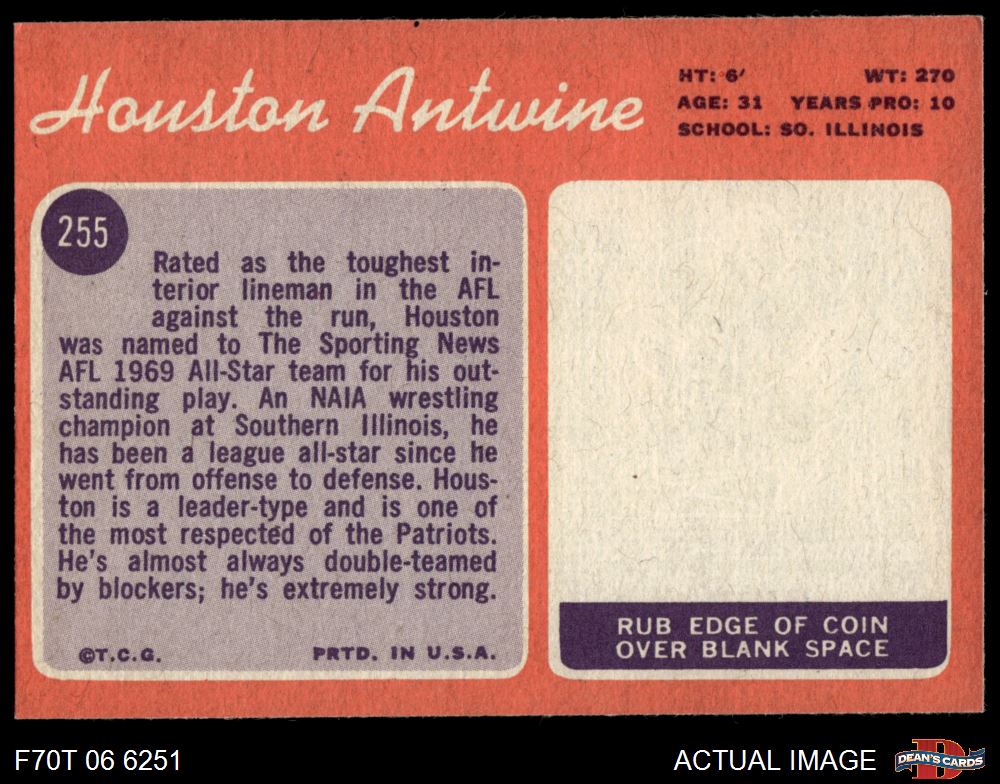 Houston Antwine
HT: 6' WT: 270
AGE: 31 YEARS PRO: 10
SCHOOL: SO. ILLINOIS
255
Rated as the toughest in-
terior lineman in the AFL
against the run, Houston
was named to The Sporting News
AFL 1969 All-Star team for his out-
standing play. An NAIA wrestling
champion at Southern Illinois, he
has been a league all-star since he
went from offense to defense. Hous-
ton is a leader-type and is one of
the most respected of the Patriots.
He's almost always double-teamed
by blockers; he's extremely strong.
©T.C.G. PRTD. IN U.S.A.
RUB EDGE OF COIN
OVER BLANK SPACE
F70T 06 6251
ACTUAL IMAGE
D
DEAN'S CARDS